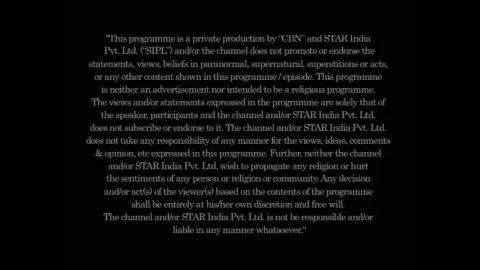 "This programme is a private production by “CBN” and STAR India
Pvt. Ltd. (“SIPL”) and/or the channel does not promote or endorse the
statements, views, beliefs in paranormal, supernatural, superstitions or acts,
or any other content shown in this programme / episode. This programme
is neither an advertisement nor intended to be a religious programme.
The views and/or statements expressed in the programme are solely that of
the speaker, participants and the channel and/or STAR India Pvt. Ltd.
does not subscribe or endorse to it. The channel and/or STAR India Pvt. Ltd.
does not take any responsibility of any manner for the views, ideas, comments
& opinion, etc expressed in this programme. Further, neither the channel
and/or STAR India Pvt. Ltd. wish to propagate any religion or hurt
the sentiments of any person or religion or community. Any decision
and/or act(s) of the viewer(s) based on the contents of the programme
shall be entirely at his/her own discretion and free will.
The channel and/or STAR India Pvt. Ltd. is not be responsible and/or
liable in any manner whatsoever."